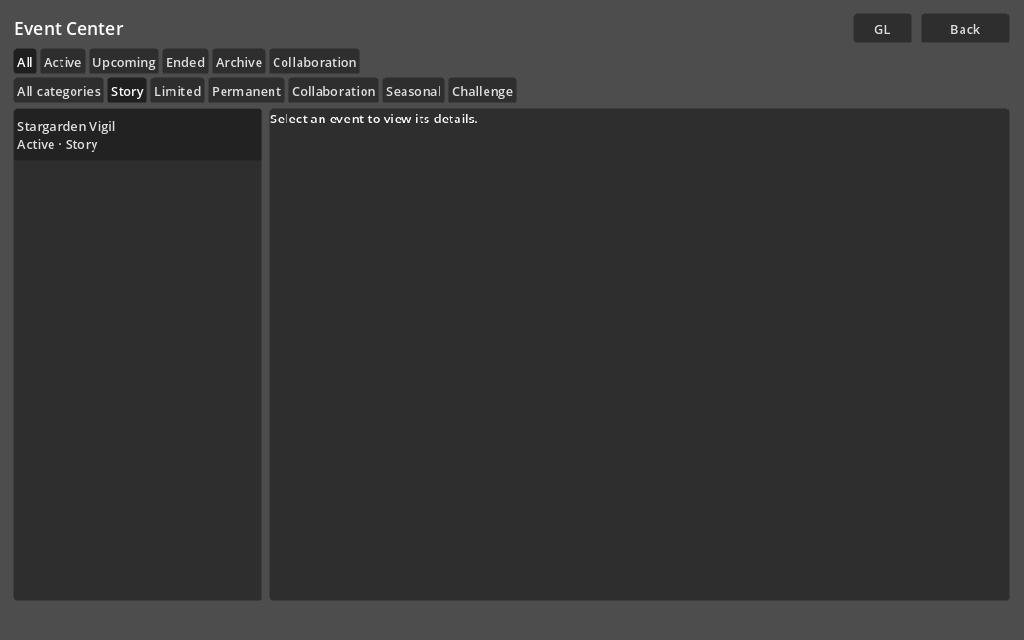 Event Center
GL
Back
All
Active
Upcoming
Ended
Archive
Collaboration
All categories
Story
Limited
Permanent
Collaboration
Seasonal
Challenge
Stargarden Vigil
Active · Story
Select an event to view its details.